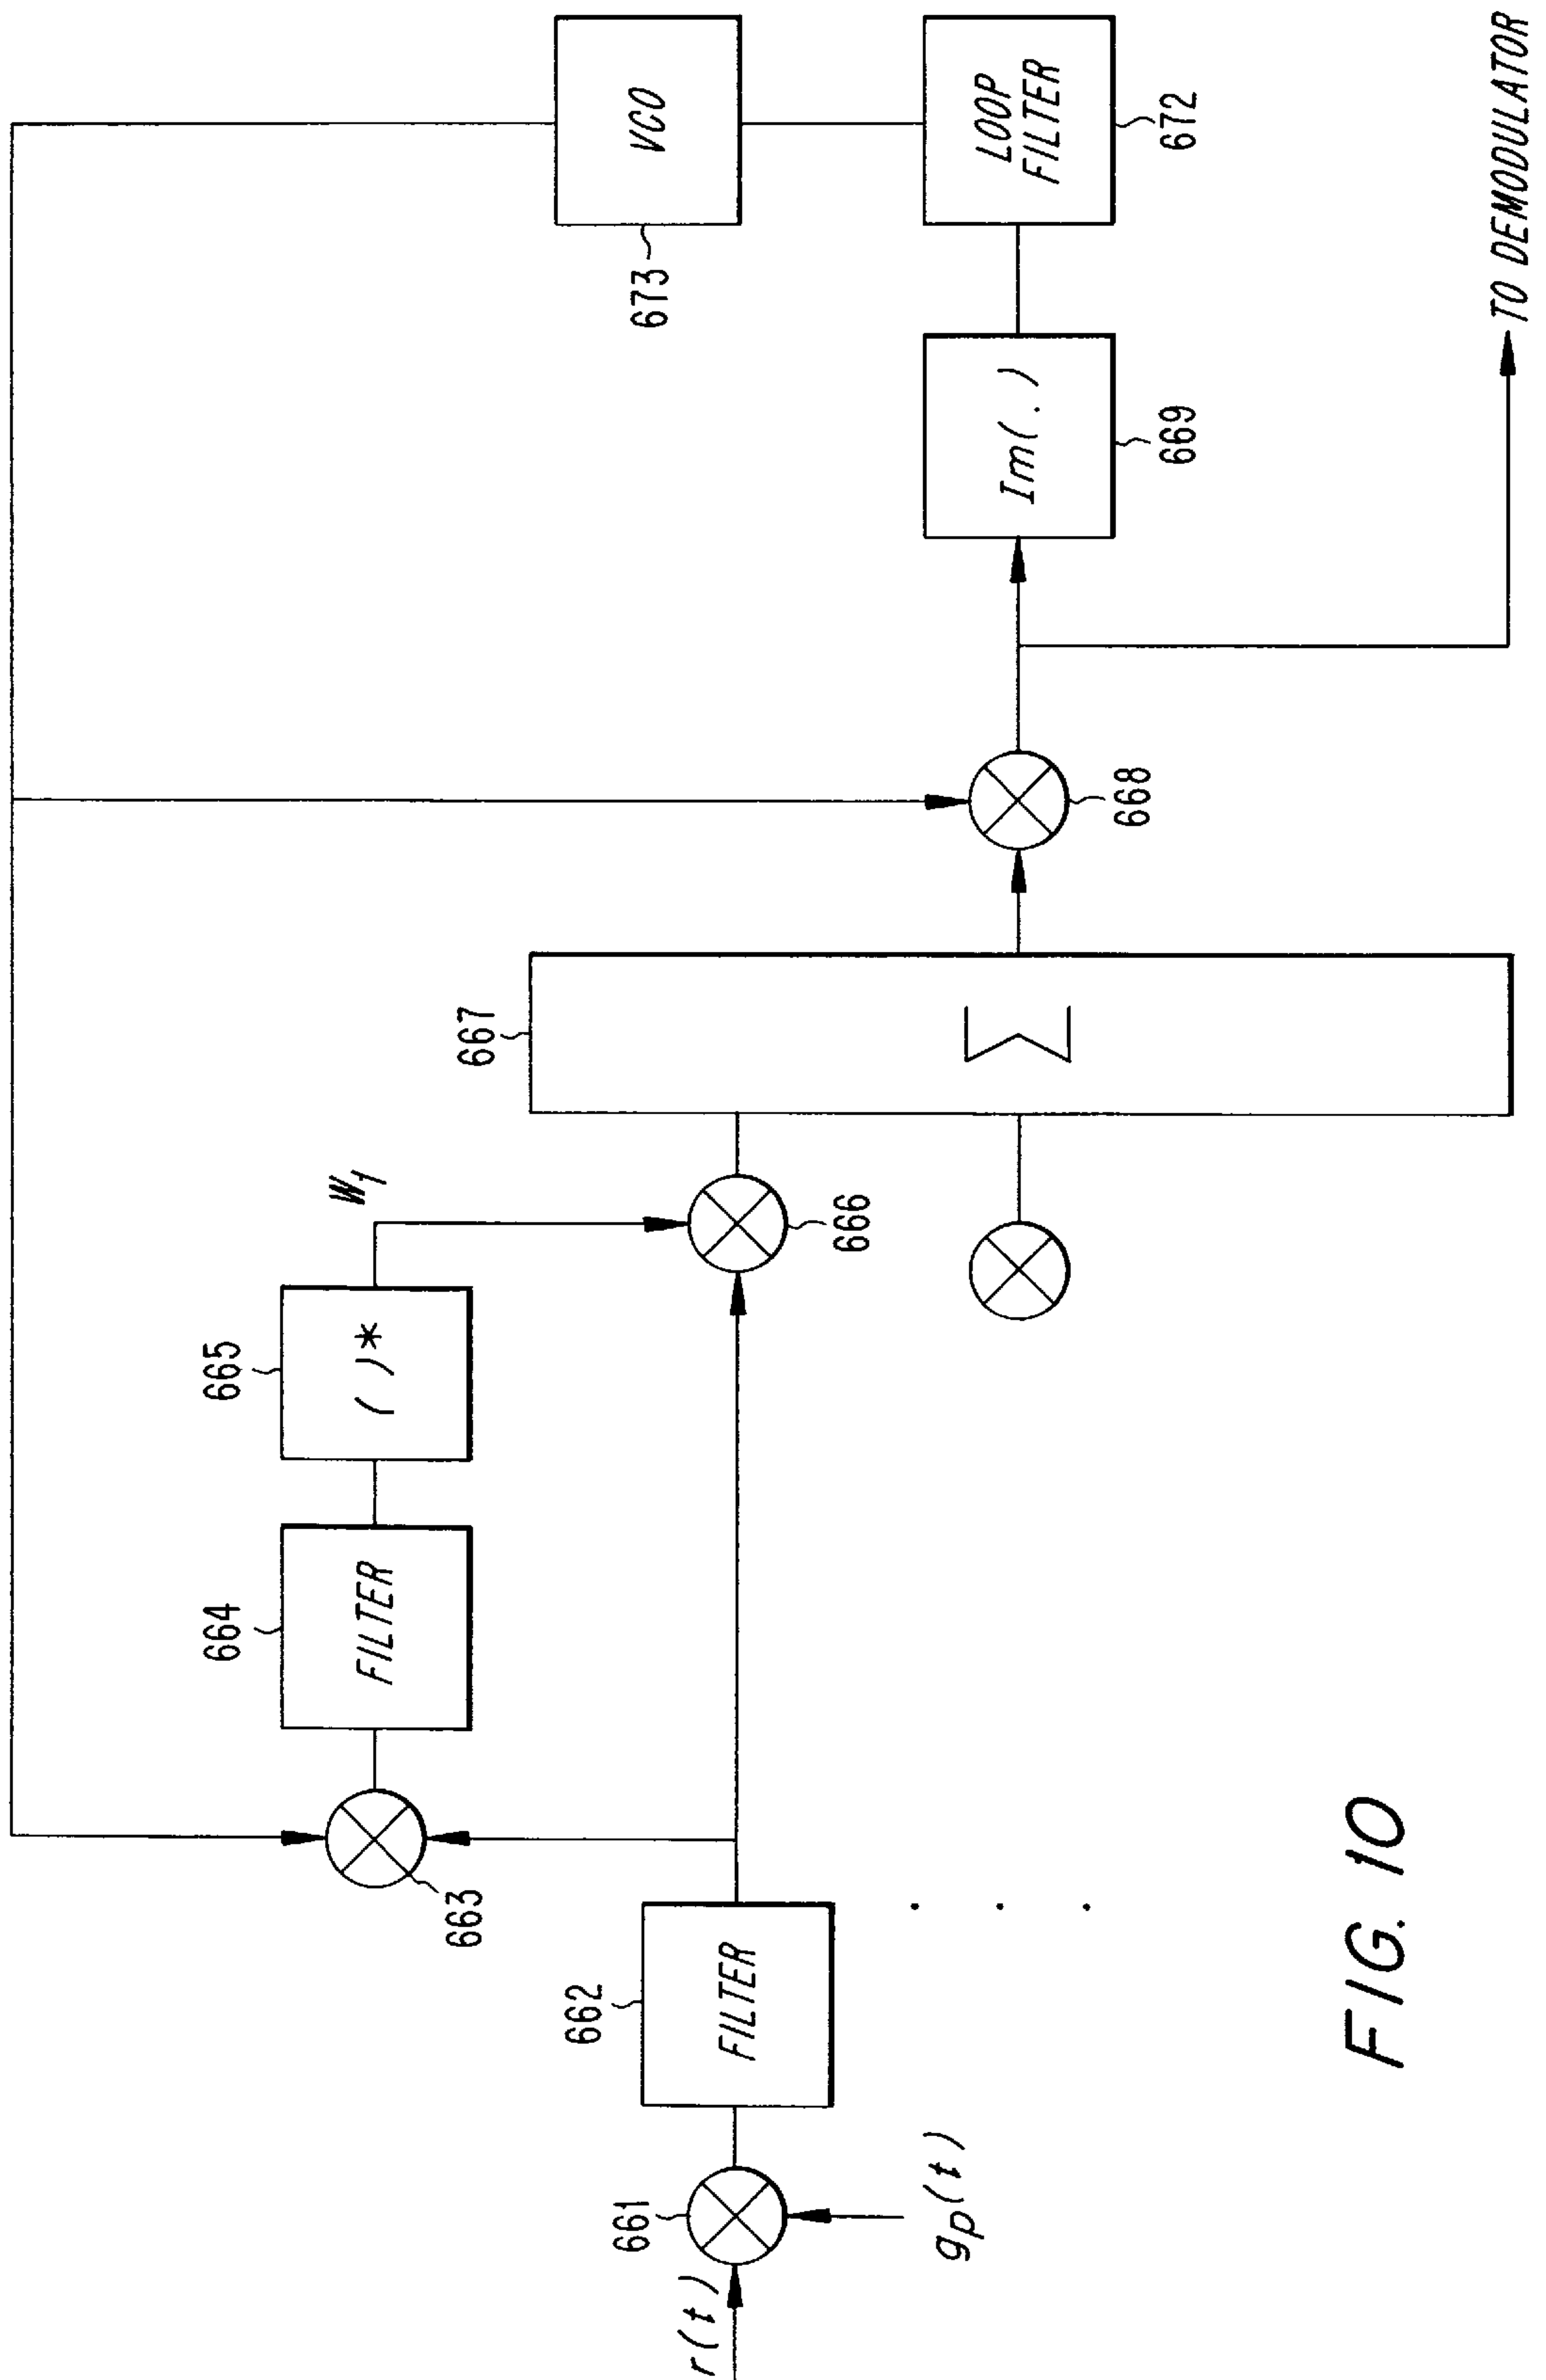 VCO
673
LOOP
FILTER
672
Im(.)
669
TO DEMODULATOR
668
667
Σ
W1
666
( )*
665
FILTER
664
663
FILTER
662
. . .
661
r(t)
gp(t)
FIG. 10